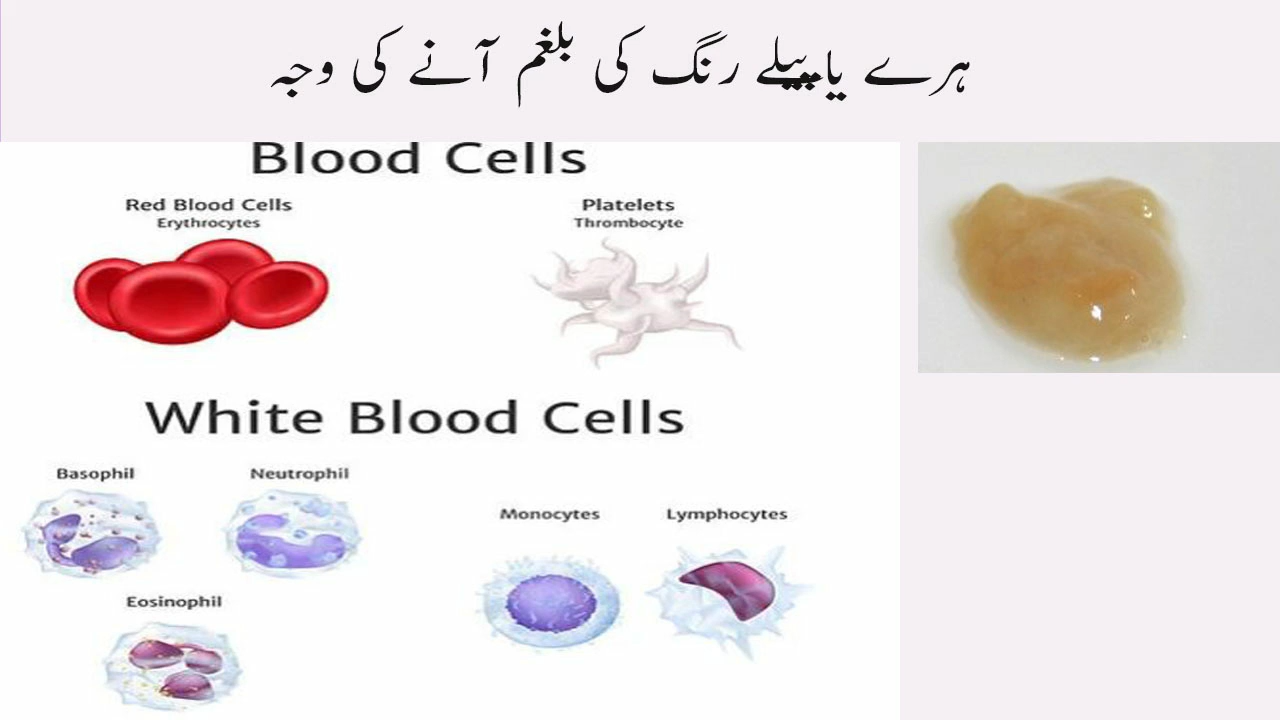 ہرے یا پیلے رنگ کی بلغم آنے کی وجہ
Blood Cells
Red Blood Cells
Erythrocytes
Platelets
Thrombocyte
White Blood Cells
Basophil
Neutrophil
Monocytes
Lymphocytes
Eosinophil